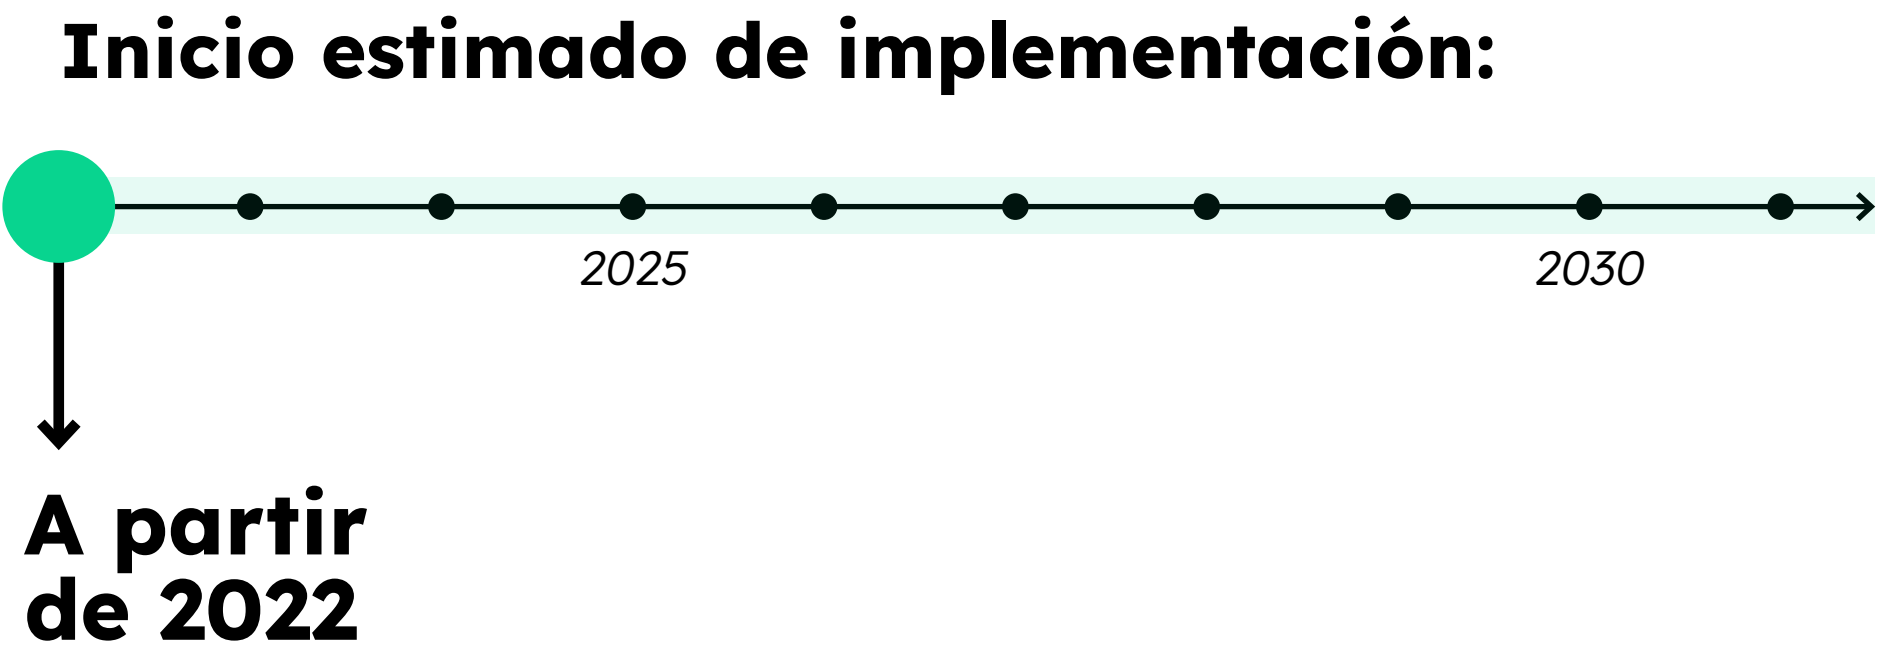 Inicio estimado de implementación:
2025
2030
A partir
de 2022